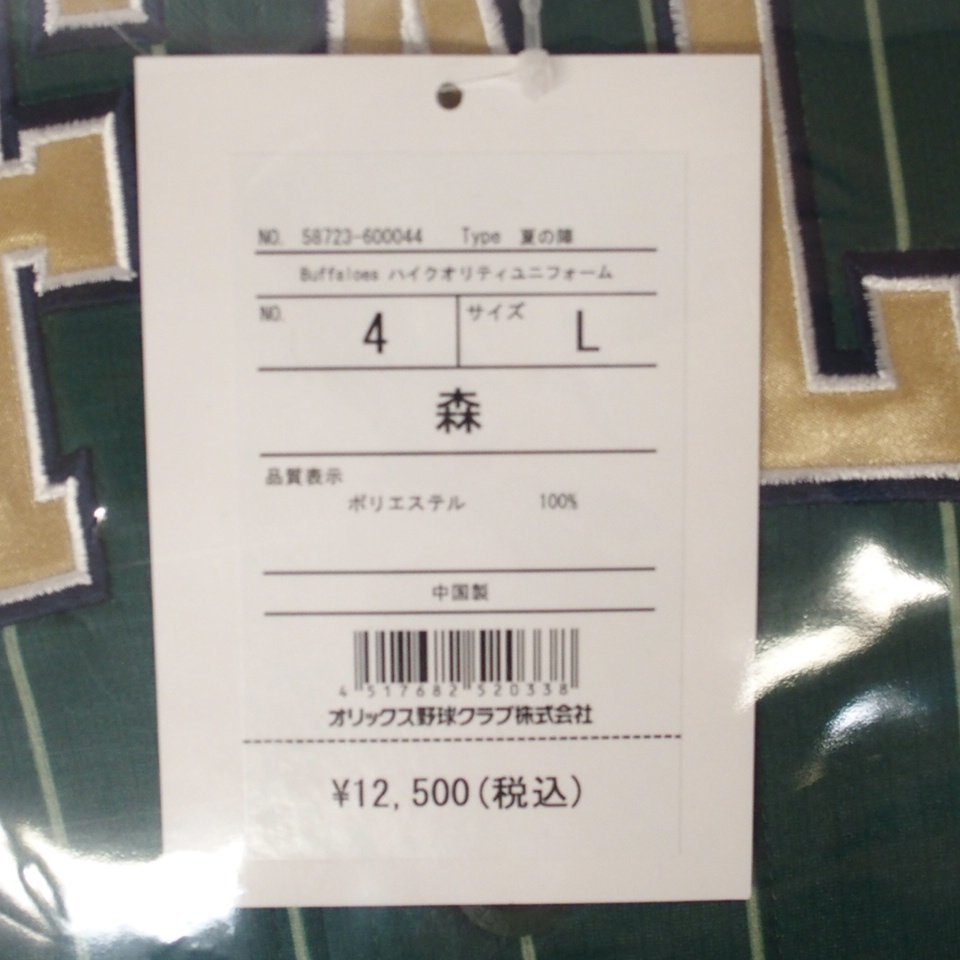 NO. 58723-600044 Type 夏の陣
Buffaloes ハイクオリティユニフォーム
NO. 4 サイズ L
森
品質表示
ポリエステル 100%
中国製
4 517682 520338
オリックス野球クラブ株式会社
¥12,500(税込)